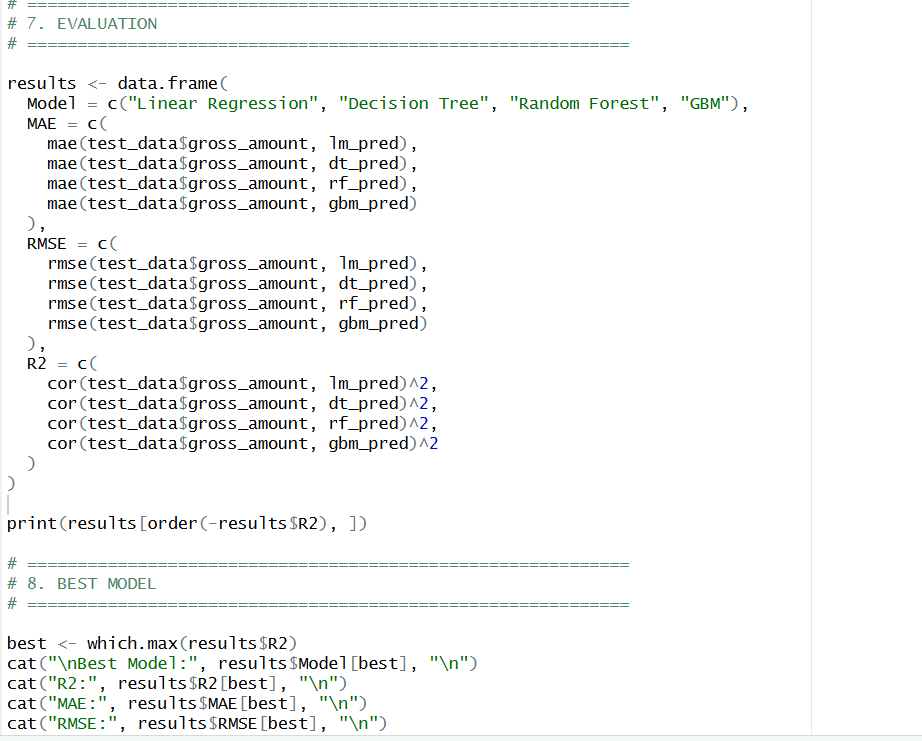 # ============================================================
# 7. EVALUATION
# ============================================================
results <- data.frame(
  Model = c("Linear Regression", "Decision Tree", "Random Forest", "GBM"),
  MAE = c(
    mae(test_data$gross_amount, lm_pred),
    mae(test_data$gross_amount, dt_pred),
    mae(test_data$gross_amount, rf_pred),
    mae(test_data$gross_amount, gbm_pred)
  ),
  RMSE = c(
    rmse(test_data$gross_amount, lm_pred),
    rmse(test_data$gross_amount, dt_pred),
    rmse(test_data$gross_amount, rf_pred),
    rmse(test_data$gross_amount, gbm_pred)
  ),
  R2 = c(
    cor(test_data$gross_amount, lm_pred)^2,
    cor(test_data$gross_amount, dt_pred)^2,
    cor(test_data$gross_amount, rf_pred)^2,
    cor(test_data$gross_amount, gbm_pred)^2
  )
)
print(results[order(-results$R2), ])
# ============================================================
# 8. BEST MODEL
# ============================================================
best <- which.max(results$R2)
cat("\nBest Model:", results$Model[best], "\n")
cat("R2:", results$R2[best], "\n")
cat("MAE:", results$MAE[best], "\n")
cat("RMSE:", results$RMSE[best], "\n")